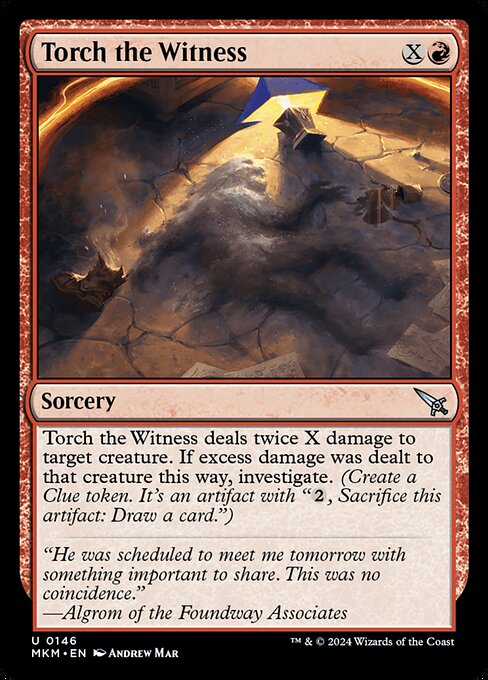 Torch the Witness X
Sorcery
Torch the Witness deals twice X damage to
target creature. If excess damage was dealt to
that creature this way, investigate. (Create a
Clue token. It's an artifact with “2, Sacrifice this
artifact: Draw a card.”)
“He was scheduled to meet me tomorrow with
something important to share. This was no
coincidence.”
—Algrom of the Foundway Associates
U 0146
MKM • EN Andrew Mar
™ & © 2024 Wizards of the Coast